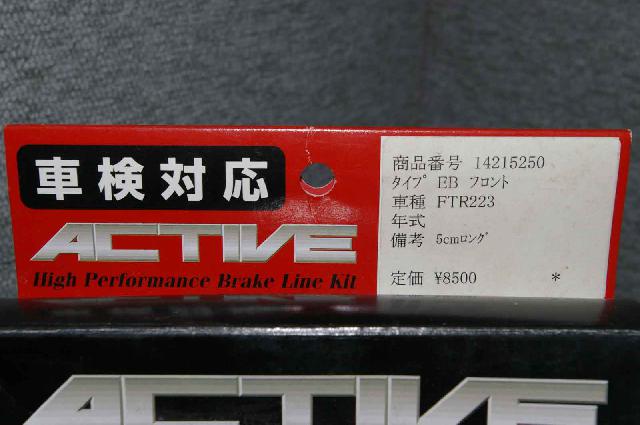 車検対応
ACTIVE
High Performance Brake Line Kit
商品番号 14215250
ﾀｲﾌﾟ EB ﾌﾛﾝﾄ
車種 FTR223
年式
備考 5cmﾛﾝｸﾞ
定価 ¥8500 *
ACTIVE